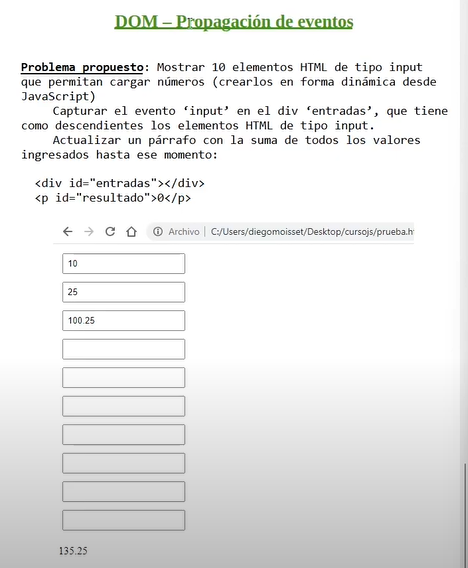 DOM – Propagación de eventos
Problema propuesto: Mostrar 10 elementos HTML de tipo input
que permitan cargar números (crearlos en forma dinámica desde
JavaScript)
Capturar el evento ‘input’ en el div ‘entradas’, que tiene
como descendientes los elementos HTML de tipo input.
Actualizar un párrafo con la suma de todos los valores
ingresados hasta ese momento:
<div id="entradas"></div>
<p id="resultado">0</p>
Archivo | C:/Users/diegomoisset/Desktop/cursojs/prueba.h
10
25
100.25
135.25